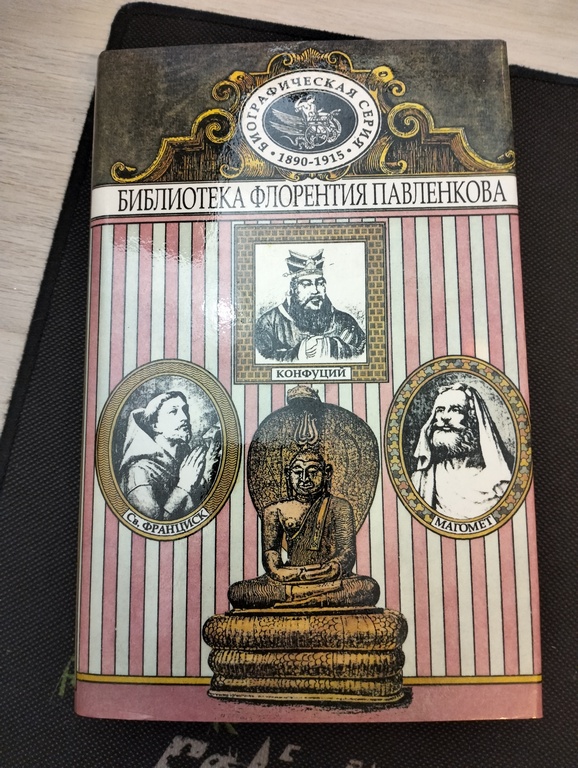 БИОГРАФИЧЕСКАЯ СЕРИЯ
• 1890-1915 •
БИБЛИОТЕКА ФЛОРЕНТИЯ ПАВЛЕНКОВА
КОНФУЦИЙ
Св. ФРАНЦИСК
МАГОМЕТ